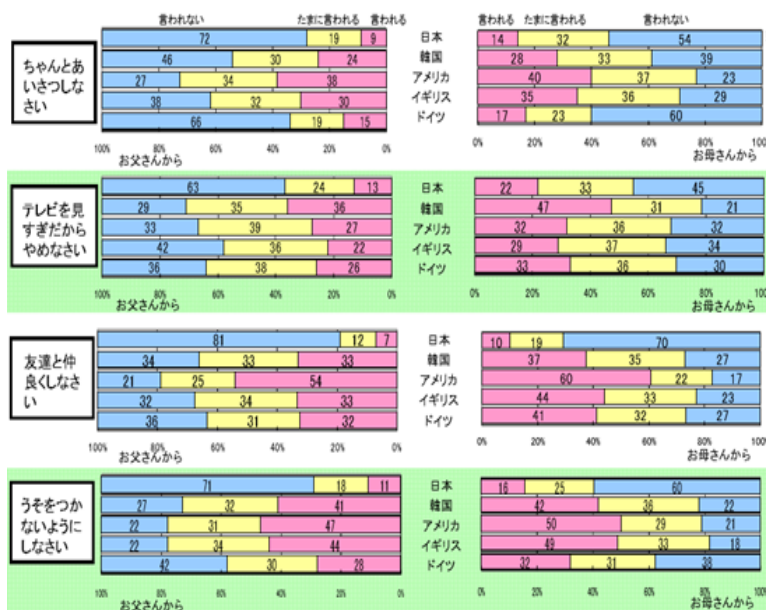 言われない たまに言われる 言われる 言われる たまに言われる 言われない
ちゃんとあ
いさつしな
さい
72 19 9 日本 14 32 54
46 30 24 韓国 28 33 39
27 34 38 アメリカ 40 37 23
38 32 30 イギリス 35 36 29
66 19 15 ドイツ 17 23 60
100% 80% 60% 40% 20% 0% 0% 20% 40% 60% 80% 100%
お父さんから お母さんから
テレビを見
すぎだから
やめなさい
63 24 13 日本 22 33 45
29 35 36 韓国 47 31 21
33 39 27 アメリカ 32 36 32
42 36 22 イギリス 29 37 34
36 38 26 ドイツ 33 36 30
100% 80% 60% 40% 20% 0% 0% 20% 40% 60% 80% 100%
お父さんから お母さんから
友達と仲
良くしなさ
い
81 12 7 日本 10 19 70
34 33 33 韓国 37 35 27
21 25 54 アメリカ 60 22 17
32 34 33 イギリス 44 33 23
36 31 32 ドイツ 41 32 27
100% 80% 60% 40% 20% 0% 0% 20% 40% 60% 80% 100%
お父さんから お母さんから
うそをつか
ないように
しなさい
71 18 11 日本 16 25 60
27 32 41 韓国 42 36 22
22 31 47 アメリカ 50 29 21
22 34 44 イギリス 49 33 18
42 30 28 ドイツ 32 31 38
100% 80% 60% 40% 20% 0% 0% 20% 40% 60% 80% 100%
お父さんから お母さんから